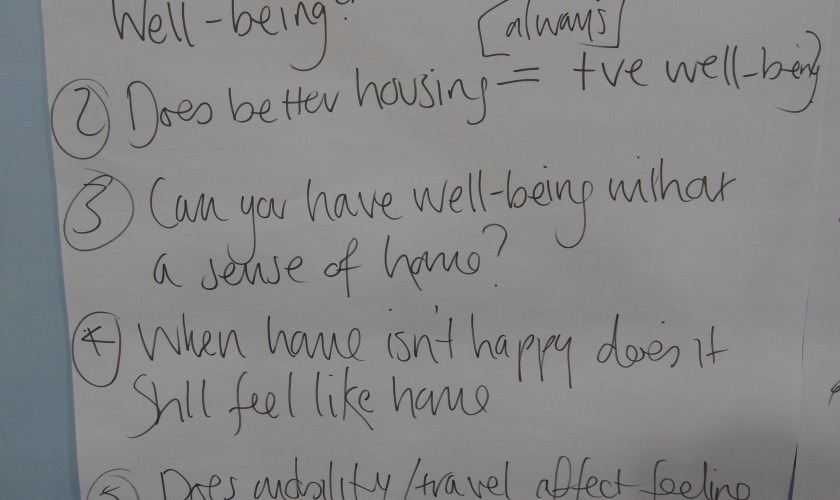 Well-being?
[always]
② Does better housing = +ve well-being
③ Can you have well-being without
a sense of home?
④ When home isn't happy does it
still feel like home
⑤ Does mobility/travel affect feeling